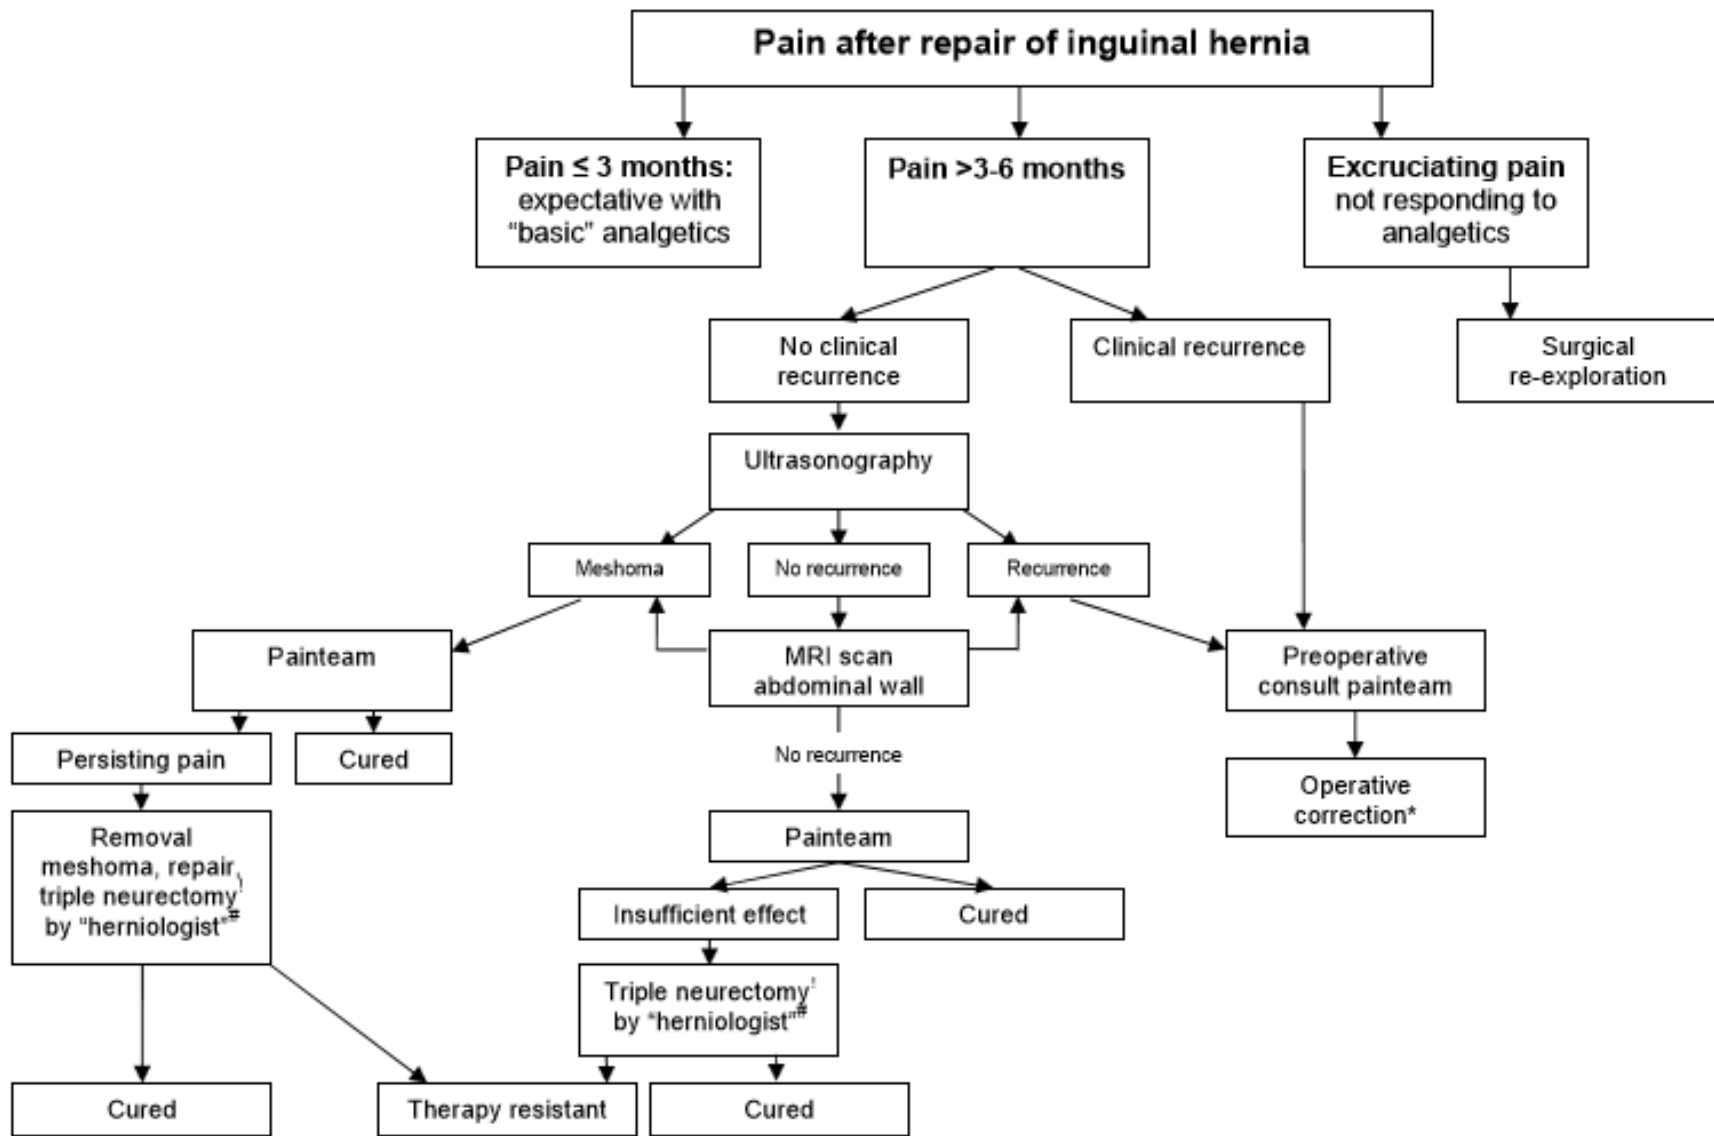 Pain after repair of inguinal hernia
Pain ≤ 3 months:
expectative with
“basic” analgetics
Pain >3-6 months
Excruciating pain
not responding to
analgetics
No clinical
recurrence
Clinical recurrence
Surgical
re-exploration
Ultrasonography
Meshoma
No recurrence
Recurrence
Painteam
MRI scan
abdominal wall
Preoperative
consult painteam
Persisting pain
Cured
No recurrence
Operative
correction*
Removal
meshoma, repair,
triple neurectomy!
by “herniologist”#
Painteam
Insufficient effect
Cured
Triple neurectomy!
by “herniologist”#
Cured
Therapy resistant
Cured